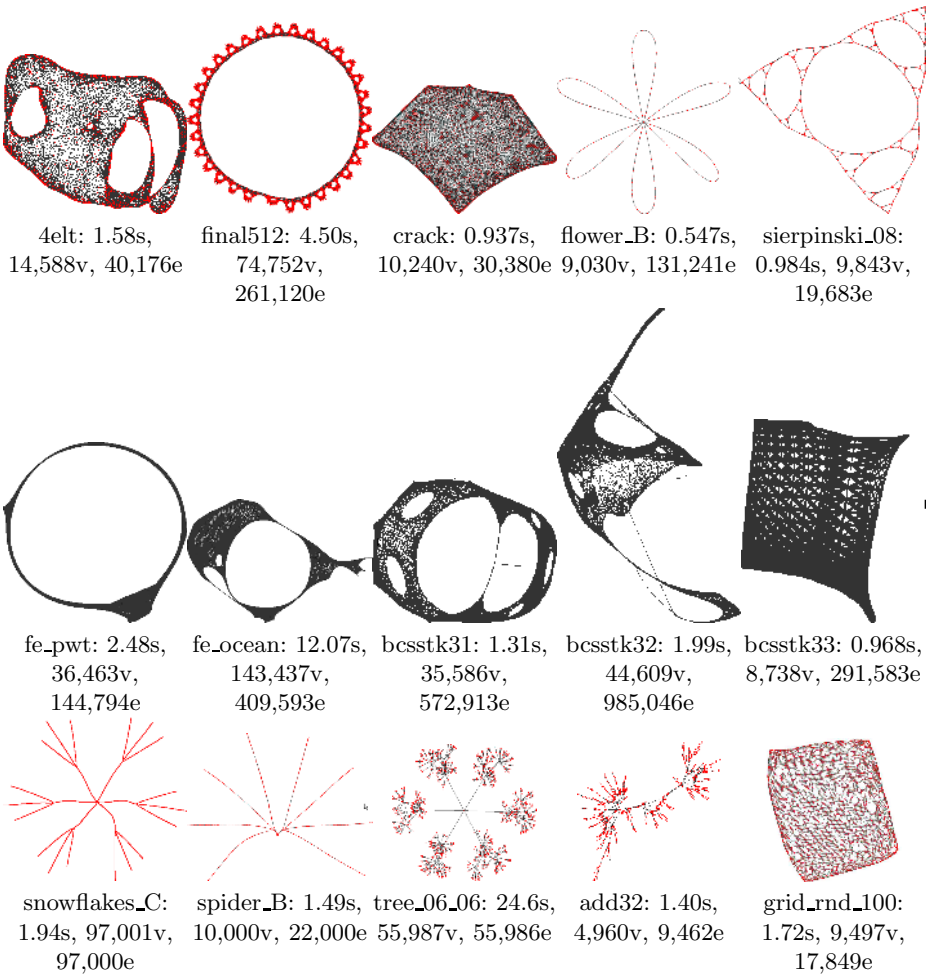 4elt: 1.58s,
14,588v, 40,176e
final512: 4.50s,
74,752v,
261,120e
crack: 0.937s,
10,240v, 30,380e
flower_B: 0.547s,
9,030v, 131,241e
sierpinski_08:
0.984s, 9,843v,
19,683e
fe_pwt: 2.48s,
36,463v,
144,794e
fe_ocean: 12.07s,
143,437v,
409,593e
bcsstk31: 1.31s,
35,586v,
572,913e
bcsstk32: 1.99s,
44,609v,
985,046e
bcsstk33: 0.968s,
8,738v, 291,583e
snowflakes_C:
1.94s, 97,001v,
97,000e
spider_B: 1.49s,
10,000v, 22,000e
tree_06_06: 24.6s,
55,987v, 55,986e
add32: 1.40s,
4,960v, 9,462e
grid_rnd_100:
1.72s, 9,497v,
17,849e